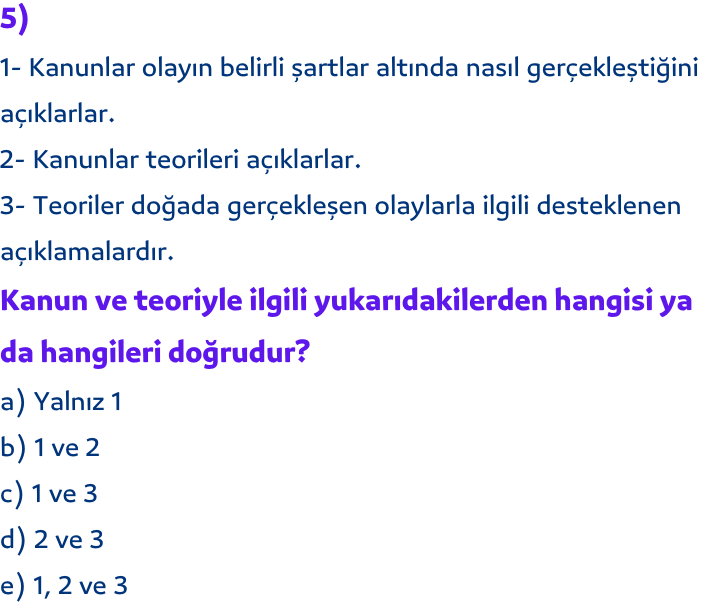 5)
1- Kanunlar olayın belirli şartlar altında nasıl gerçekleştiğini
açıklarlar.
2- Kanunlar teorileri açıklarlar.
3- Teoriler doğada gerçekleşen olaylarla ilgili desteklenen
açıklamalardır.
Kanun ve teoriyle ilgili yukarıdakilerden hangisi ya
da hangileri doğrudur?
a) Yalnız 1
b) 1 ve 2
c) 1 ve 3
d) 2 ve 3
e) 1, 2 ve 3